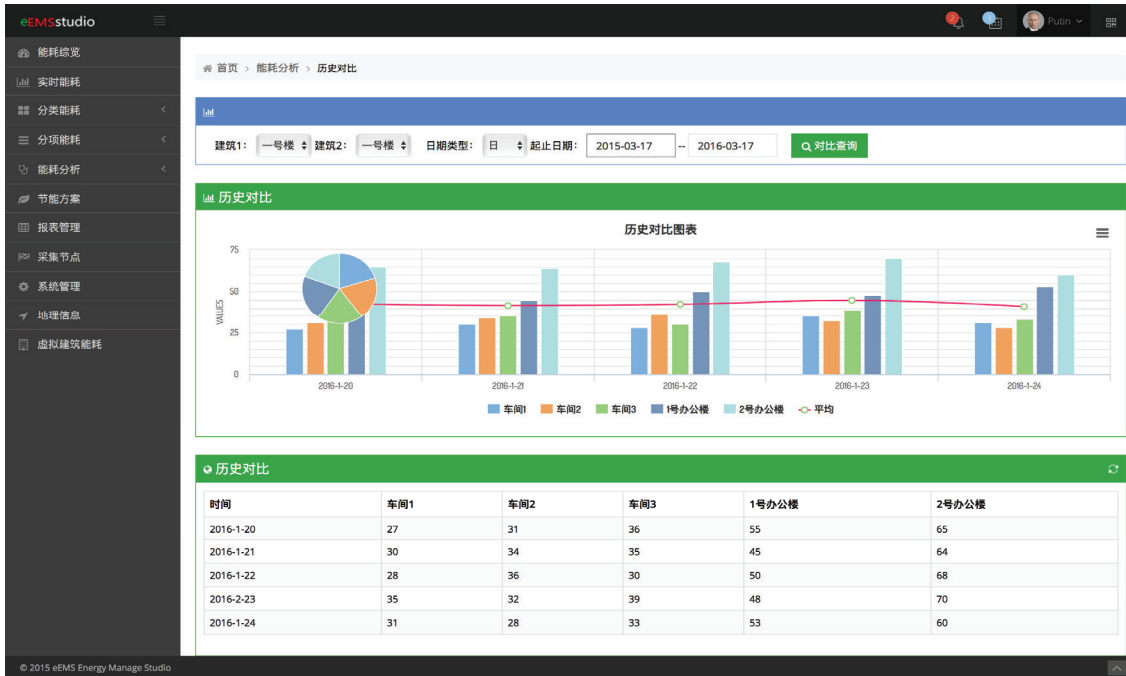 eEMSstudio
2
3
Putin
能耗综览
实时能耗
分类能耗
分项能耗
能耗分析
节能方案
报表管理
采集节点
系统管理
地理信息
虚拟建筑能耗
首页 > 能耗分析 > 历史对比
建筑1: 一号楼 建筑2: 一号楼 日期类型: 日 起止日期: 2015-03-17 -- 2016-03-17 对比查询
历史对比
历史对比图表
75
50
25
0
VALUES
2016-1-20 2016-1-21 2016-1-22 2016-1-23 2016-1-24
车间1 车间2 车间3 1号办公楼 2号办公楼 平均
历史对比
时间 车间1 车间2 车间3 1号办公楼 2号办公楼
2016-1-20 27 31 36 55 65
2016-1-21 30 34 35 45 64
2016-1-22 28 36 30 50 68
2016-2-23 35 32 39 48 70
2016-1-24 31 28 33 53 60
© 2015 eEMS Energy Manage Studio